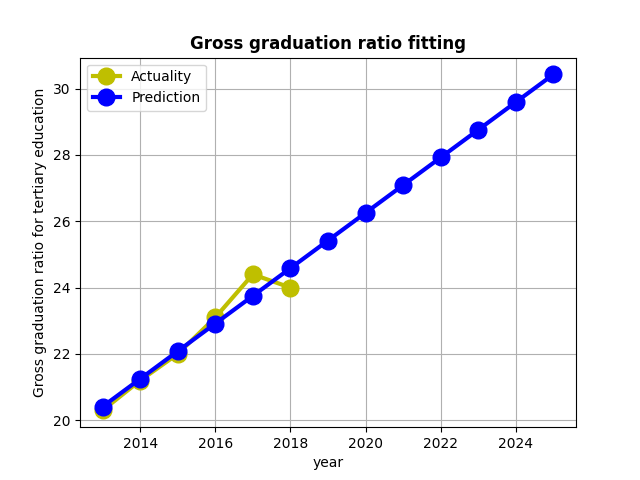 Gross graduation ratio fitting
Actuality
Prediction
Gross graduation ratio for tertiary education
30
28
26
24
22
20
2014
2016
2018
2020
2022
2024
year